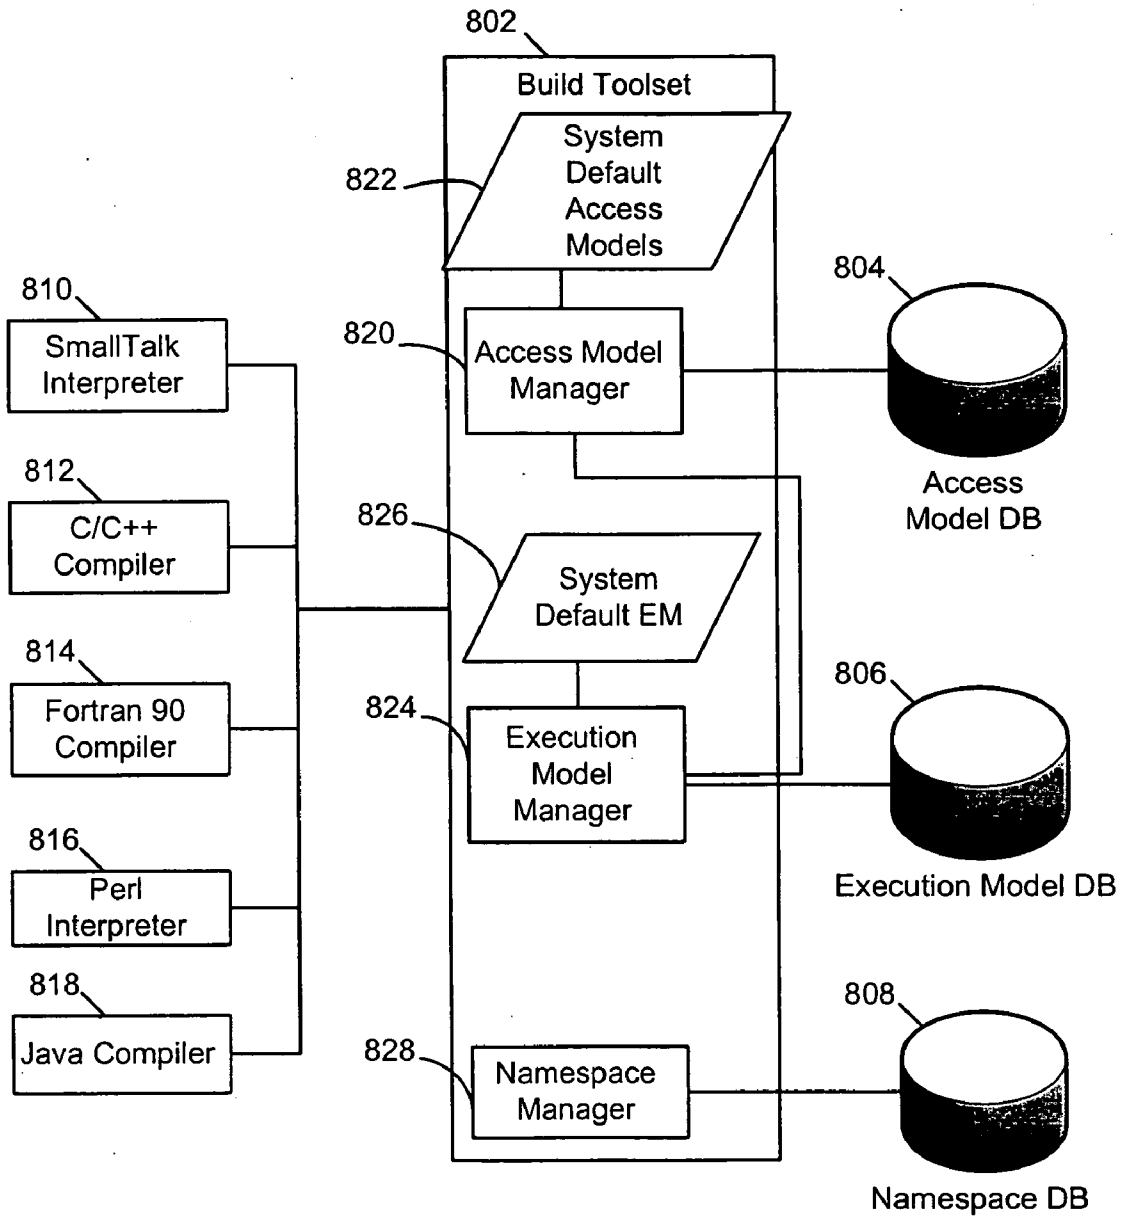 802
Build Toolset
System
Default
Access
Models
822
804
810
SmallTalk
Interpreter
820
Access Model
Manager
Access
Model DB
812
C/C++
Compiler
826
System
Default EM
814
Fortran 90
Compiler
824
Execution
Model
Manager
806
Execution Model DB
816
Perl
Interpreter
818
Java Compiler
828
Namespace
Manager
808
Namespace DB